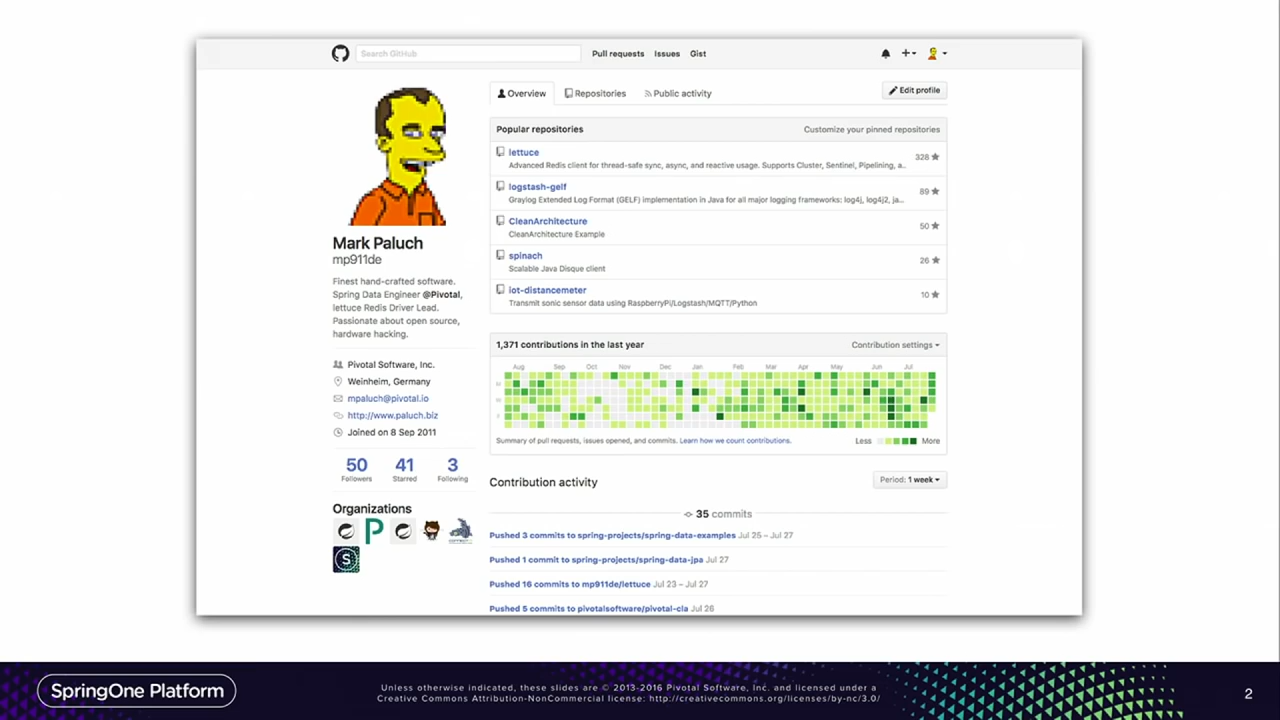 Search GitHub
Pull requests Issues Gist
Overview Repositories Public activity
Edit profile
Mark Paluch
mp911de
Finest hand-crafted software.
Spring Data Engineer @Pivotal,
lettuce Redis Driver Lead.
Passionate about open source,
hardware hacking.
Pivotal Software, Inc.
Weinheim, Germany
mpaluch@pivotal.io
http://www.paluch.biz
Joined on 8 Sep 2011
50 41 3
Followers Starred Following
Organizations
P
S
Popular repositories
Customize your pinned repositories
lettuce
328
Advanced Redis client for thread-safe sync, async, and reactive usage. Supports Cluster, Sentinel, Pipelining, a..
logstash-gelf
89
Graylog Extended Log Format (GELF) implementation in Java for all major logging frameworks: log4j, log4j2, ja...
CleanArchitecture
50
CleanArchitecture Example
spinach
26
Scalable Java Disque client
iot-distancemeter
10
Transmit sonic sensor data using RaspberryPi/Logstash/MQTT/Python
1,371 contributions in the last year
Contribution settings
Aug Sep Oct Nov Dec Jan Feb Mar Apr May Jun Jul
Summary of pull requests, issues opened, and commits. Learn how we count contributions.
Less More
Contribution activity
Period: 1 week
35 commits
Pushed 3 commits to spring-projects/spring-data-examples Jul 25 – Jul 27
Pushed 1 commit to spring-projects/spring-data-jpa Jul 27
Pushed 16 commits to mp911de/lettuce Jul 23 – Jul 27
Pushed 5 commits to pivotalsoftware/pivotal-cla Jul 26
SpringOne Platform
Unless otherwise indicated, these slides are © 2013-2016 Pivotal Software, Inc. and licensed under a
Creative Commons Attribution-NonCommercial license: http://creativecommons.org/licenses/by-nc/3.0/
2